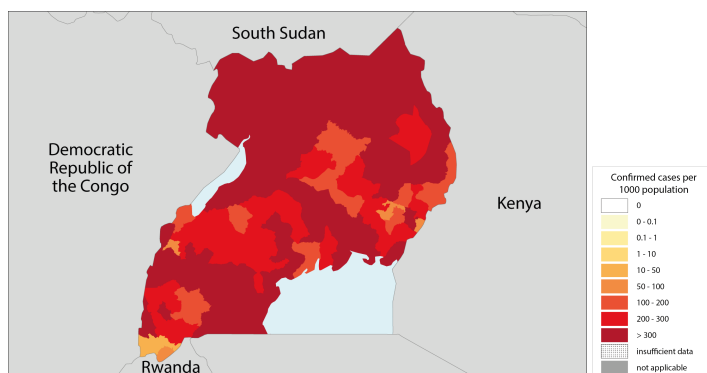 South Sudan
Democratic
Republic of
the Congo
Kenya
Rwanda
Confirmed cases per
1000 population
0
0 - 0.1
0.1 - 1
1 - 10
10 - 50
50 - 100
100 - 200
200 - 300
> 300
insufficient data
not applicable